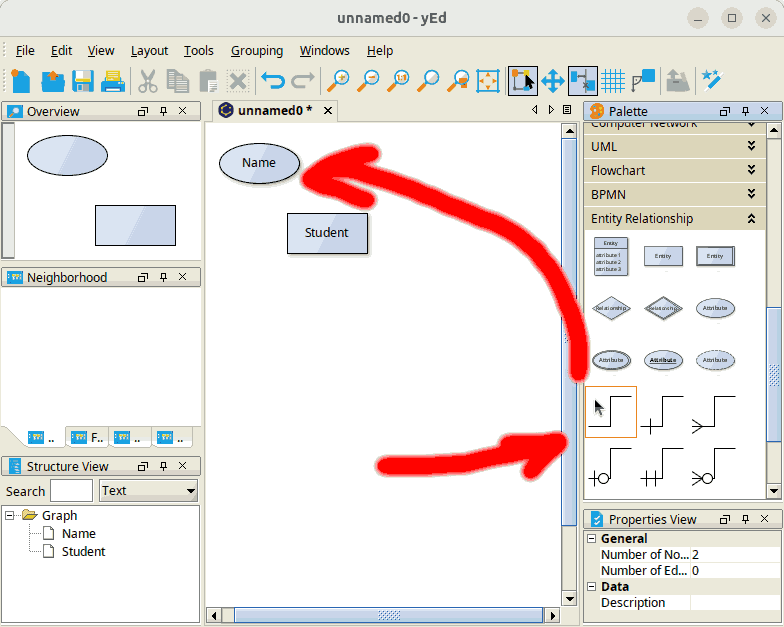 unnamed0 - yEd
File Edit View Layout Tools Grouping Windows Help
1:1
Overview
unnamed0 *
Palette
Computer Network
UML
Flowchart
BPMN
Entity Relationship
Name
Student
Entity
attribute 1
attribute 2
attribute 3
Entity
Entity
Relationship
Relationship
Attribute
Attribute
Attribute
Attribute
Neighborhood
..
F..
..
..
Structure View
Search
Text
Graph
Name
Student
Properties View
General
Number of No... 2
Number of Ed... 0
Data
Description